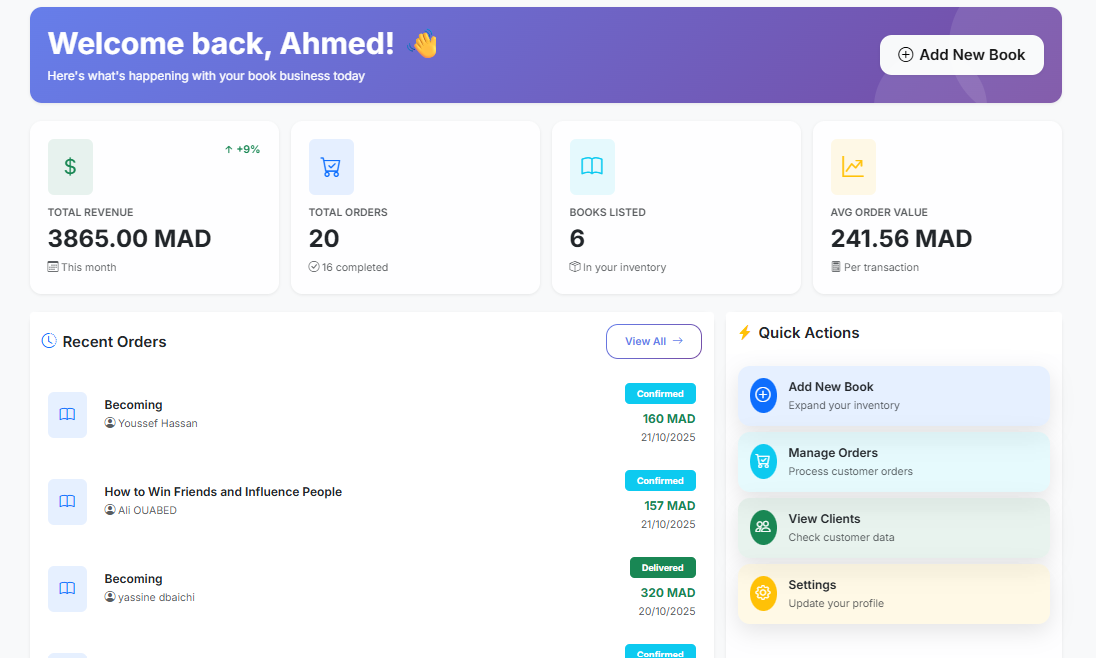 Welcome back, Ahmed! 👋
Here's what's happening with your book business today
Add New Book
↑ +9%
TOTAL REVENUE
3865.00 MAD
This month
TOTAL ORDERS
20
16 completed
BOOKS LISTED
6
In your inventory
AVG ORDER VALUE
241.56 MAD
Per transaction
Recent Orders
View All →
Becoming
Youssef Hassan
Confirmed
160 MAD
21/10/2025
How to Win Friends and Influence People
Ali OUABED
Confirmed
157 MAD
21/10/2025
Becoming
yassine dbaichi
Delivered
320 MAD
20/10/2025
Confirmed
Quick Actions
Add New Book
Expand your inventory
Manage Orders
Process customer orders
View Clients
Check customer data
Settings
Update your profile